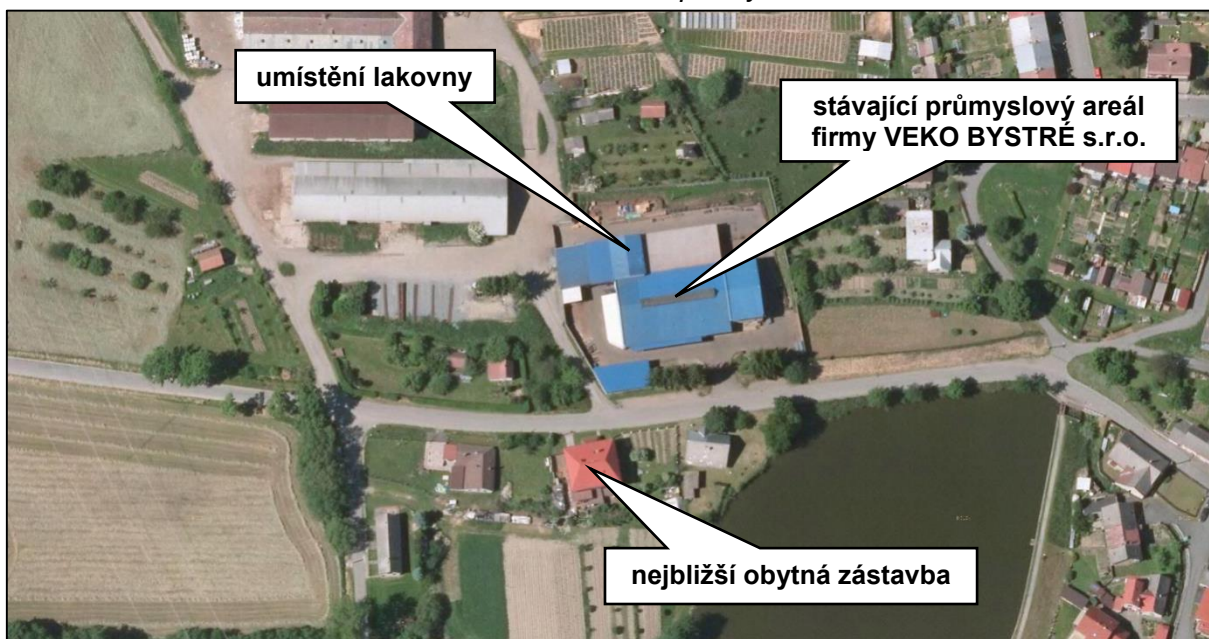 umístění lakovny
stávající průmyslový areál
firmy VEKO BYSTRÉ s.r.o.
nejbližší obytná zástavba